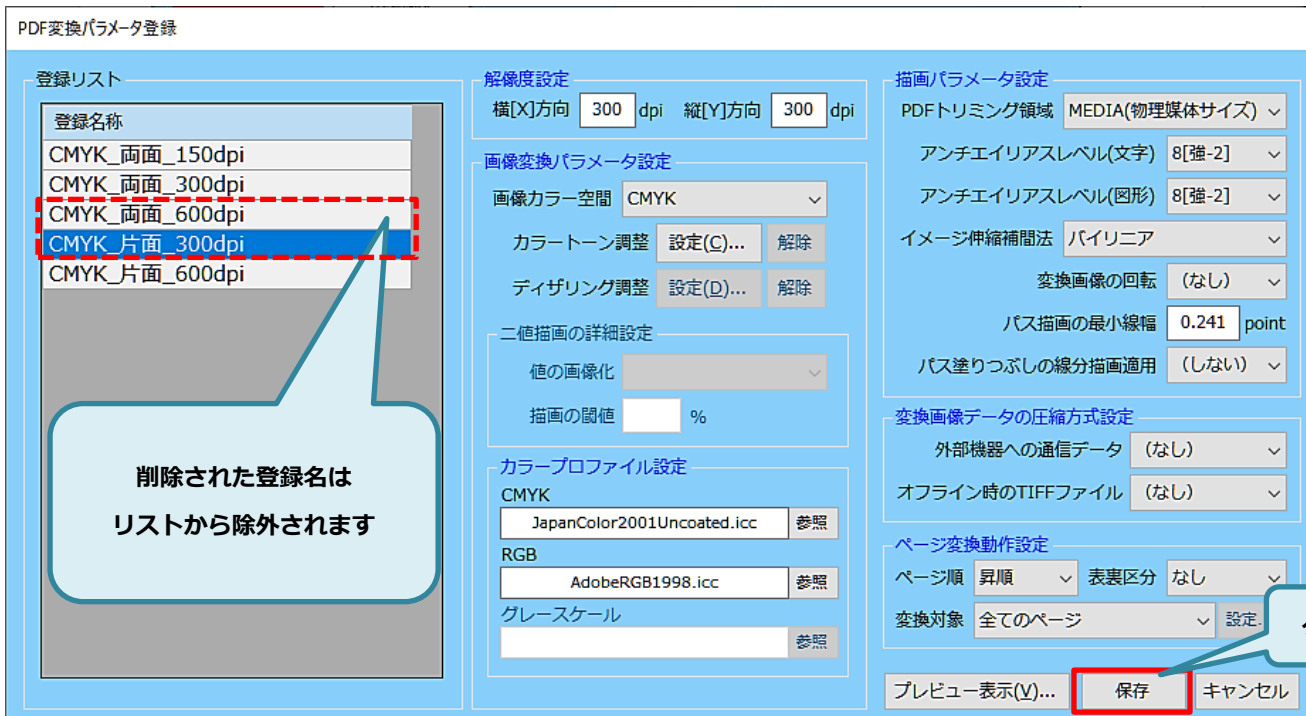 PDF変換パラメータ登録
登録リスト
登録名称
CMYK_両面_150dpi
CMYK_両面_300dpi
CMYK_両面_600dpi
CMYK_片面_300dpi
CMYK_片面_600dpi
削除された登録名は
リストから除外されます
解像度設定
横[X]方向 300 dpi 縦[Y]方向 300 dpi
画像変換パラメータ設定
画像カラー空間 CMYK
カラートーン調整 設定(C)... 解除
ディザリング調整 設定(D)... 解除
二値描画の詳細設定
値の画像化
描画の閾値 %
カラープロファイル設定
CMYK
JapanColor2001Uncoated.icc 参照
RGB
AdobeRGB1998.icc 参照
グレースケール
参照
描画パラメータ設定
PDFトリミング領域 MEDIA(物理媒体サイズ)
アンチエイリアスレベル(文字) 8[強-2]
アンチエイリアスレベル(図形) 8[強-2]
イメージ伸縮補間法 バイリニア
変換画像の回転 (なし)
パス描画の最小線幅 0.241 point
パス塗りつぶしの線分描画適用 (しない)
変換画像データの圧縮方式設定
外部機器への通信データ (なし)
オフライン時のTIFFファイル (なし)
ページ変換動作設定
ページ順 昇順 表裏区分 なし
変換対象 全てのページ 設定.
プレビュー表示(V)... 保存 キャンセル